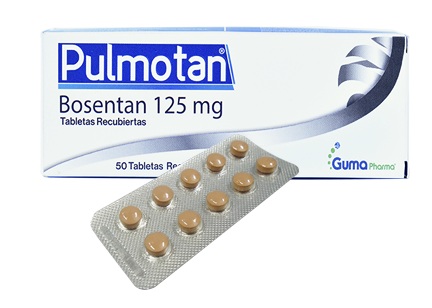 Pulmotan®
Bosentan 125 mg
Tabletas Recubiertas
50 Tabletas
Guma Pharma